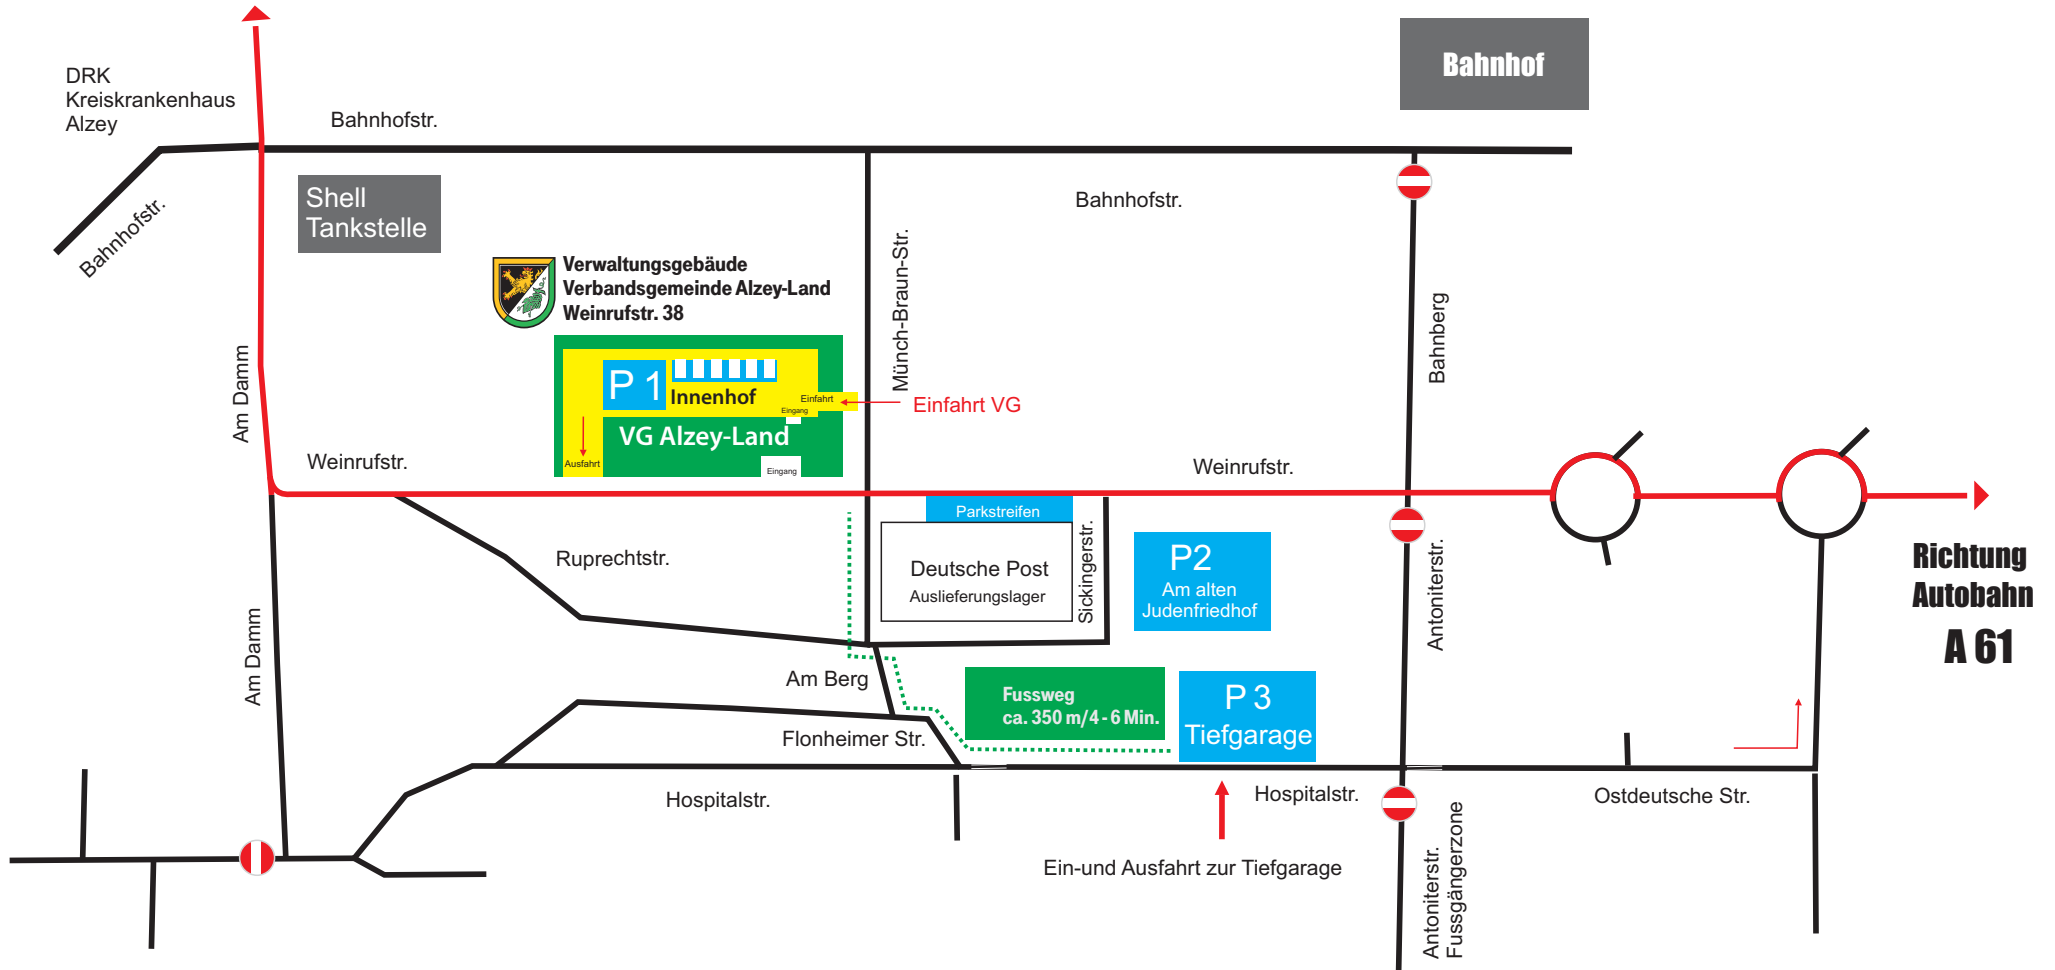 DRK
Kreiskrankenhaus
Alzey
Bahnhofstr.
Bahnhof
Bahnhofstr.
Shell
Tankstelle
Bahnhofstr.
Verwaltungsgebäude
Verbandsgemeinde Alzey-Land
Weinrufstr. 38
Münch-Braun-Str.
Bahnberg
Am Damm
P 1
Innenhof
Einfahrt
Eingang
Einfahrt VG
VG Alzey-Land
Ausfahrt
Eingang
Weinrufstr.
Weinrufstr.
Parkstreifen
Ruprechtstr.
Deutsche Post
Auslieferungslager
Sickingerstr.
P2
Am alten
Judenfriedhof
Antoniterstr.
Richtung
Autobahn
A 61
Am Damm
Am Berg
Fussweg
ca. 350 m/4 - 6 Min.
P 3
Tiefgarage
Flonheimer Str.
Hospitalstr.
Hospitalstr.
Ostdeutsche Str.
Ein-und Ausfahrt zur Tiefgarage
Antoniterstr.
Fussgängerzone